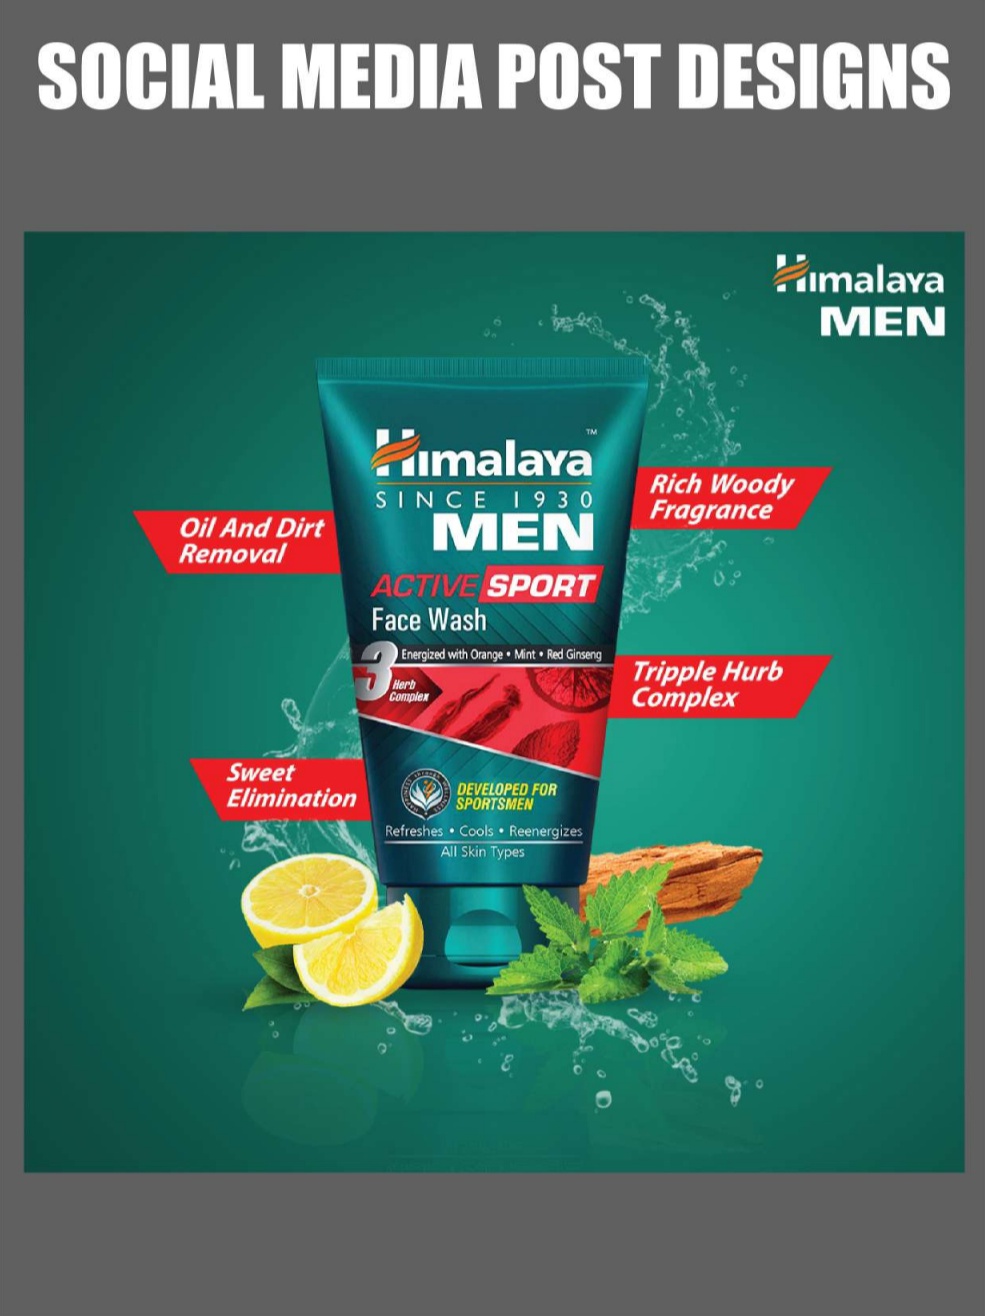 SOCIAL MEDIA POST DESIGNS
Himalaya
MEN
Himalaya™
SINCE 1930
MEN
ACTIVE SPORT
Face Wash
Energized with Orange • Mint • Red Ginseng
3
Herb
Complex
DEVELOPED FOR
SPORTSMEN
Refreshes • Cools • Reenergizes
All Skin Types
Oil And Dirt
Removal
Rich Woody
Fragrance
Tripple Hurb
Complex
Sweet
Elimination